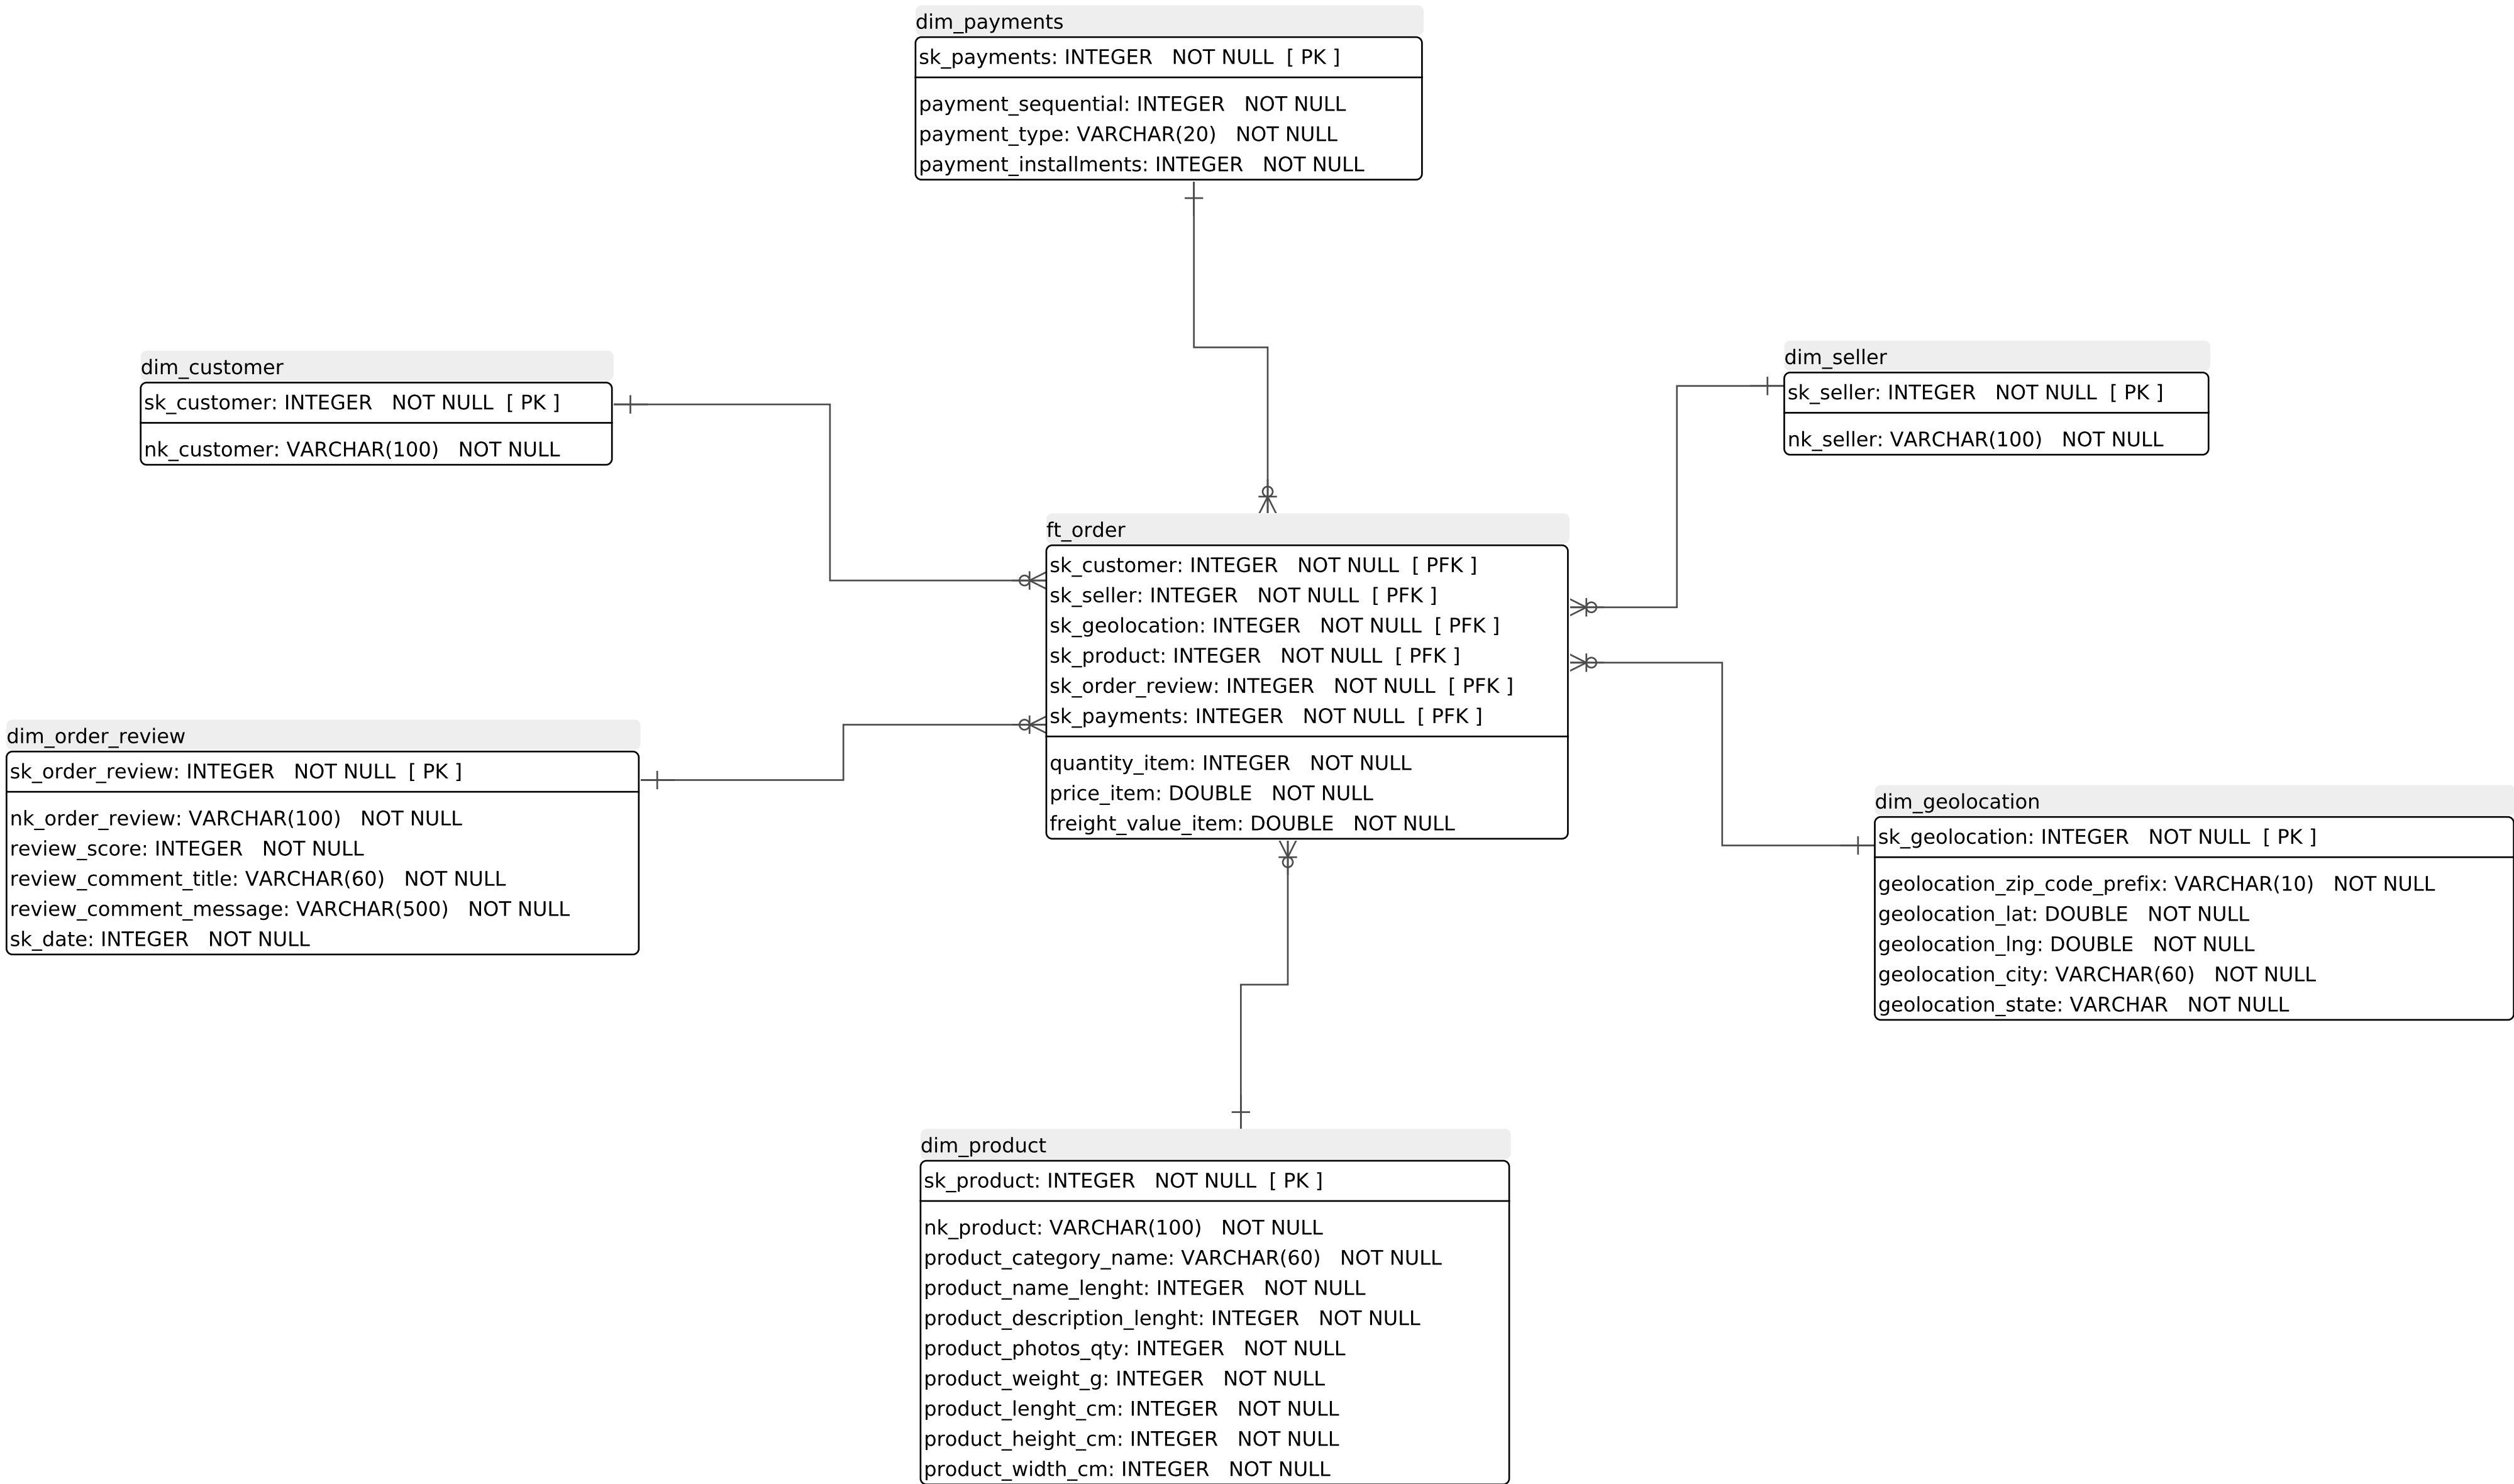 dim_payments
sk_payments: INTEGER NOT NULL [ PK ]
payment_sequential: INTEGER NOT NULL
payment_type: VARCHAR(20) NOT NULL
payment_installments: INTEGER NOT NULL
dim_customer
sk_customer: INTEGER NOT NULL [ PK ]
nk_customer: VARCHAR(100) NOT NULL
dim_seller
sk_seller: INTEGER NOT NULL [ PK ]
nk_seller: VARCHAR(100) NOT NULL
ft_order
sk_customer: INTEGER NOT NULL [ PFK ]
sk_seller: INTEGER NOT NULL [ PFK ]
sk_geolocation: INTEGER NOT NULL [ PFK ]
sk_product: INTEGER NOT NULL [ PFK ]
sk_order_review: INTEGER NOT NULL [ PFK ]
sk_payments: INTEGER NOT NULL [ PFK ]
quantity_item: INTEGER NOT NULL
price_item: DOUBLE NOT NULL
freight_value_item: DOUBLE NOT NULL
dim_order_review
sk_order_review: INTEGER NOT NULL [ PK ]
nk_order_review: VARCHAR(100) NOT NULL
review_score: INTEGER NOT NULL
review_comment_title: VARCHAR(60) NOT NULL
review_comment_message: VARCHAR(500) NOT NULL
sk_date: INTEGER NOT NULL
dim_geolocation
sk_geolocation: INTEGER NOT NULL [ PK ]
geolocation_zip_code_prefix: VARCHAR(10) NOT NULL
geolocation_lat: DOUBLE NOT NULL
geolocation_lng: DOUBLE NOT NULL
geolocation_city: VARCHAR(60) NOT NULL
geolocation_state: VARCHAR NOT NULL
dim_product
sk_product: INTEGER NOT NULL [ PK ]
nk_product: VARCHAR(100) NOT NULL
product_category_name: VARCHAR(60) NOT NULL
product_name_lenght: INTEGER NOT NULL
product_description_lenght: INTEGER NOT NULL
product_photos_qty: INTEGER NOT NULL
product_weight_g: INTEGER NOT NULL
product_lenght_cm: INTEGER NOT NULL
product_height_cm: INTEGER NOT NULL
product_width_cm: INTEGER NOT NULL